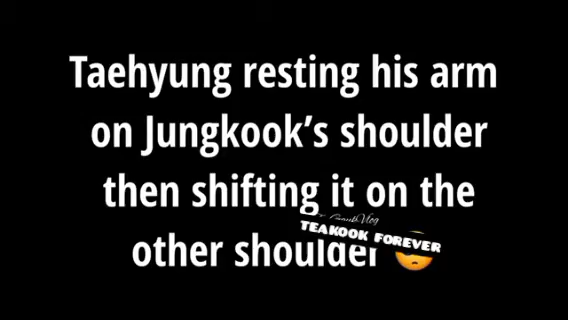 Taehyung resting his arm
on Jungkook’s shoulder
then shifting it on the
other shoulder
TEAKOOK FOREVER